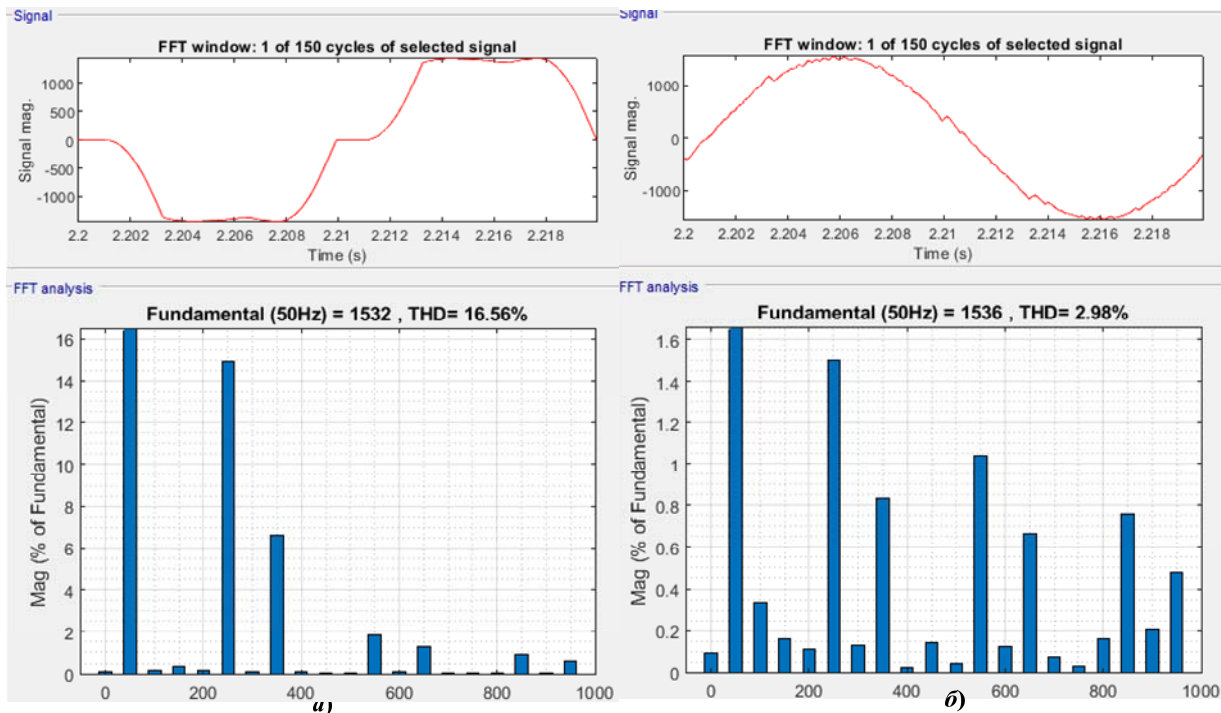 Signal
FFT window: 1 of 150 cycles of selected signal
Signal mag.
1000
500
0
-500
-1000
2.2 2.202 2.204 2.206 2.208 2.21 2.212 2.214 2.216 2.218
Time (s)
FFT analysis
Fundamental (50Hz) = 1532 , THD= 16.56%
Mag (% of Fundamental)
16
14
12
10
8
6
4
2
0
0 200 400 600 800 1000
а)
Signal
FFT window: 1 of 150 cycles of selected signal
Signal mag.
1000
0
-1000
2.2 2.202 2.204 2.206 2.208 2.21 2.212 2.214 2.216 2.218
Time (s)
FFT analysis
Fundamental (50Hz) = 1536 , THD= 2.98%
Mag (% of Fundamental)
1.6
1.4
1.2
1
0.8
0.6
0.4
0.2
0
0 200 400 600 800 1000
б)